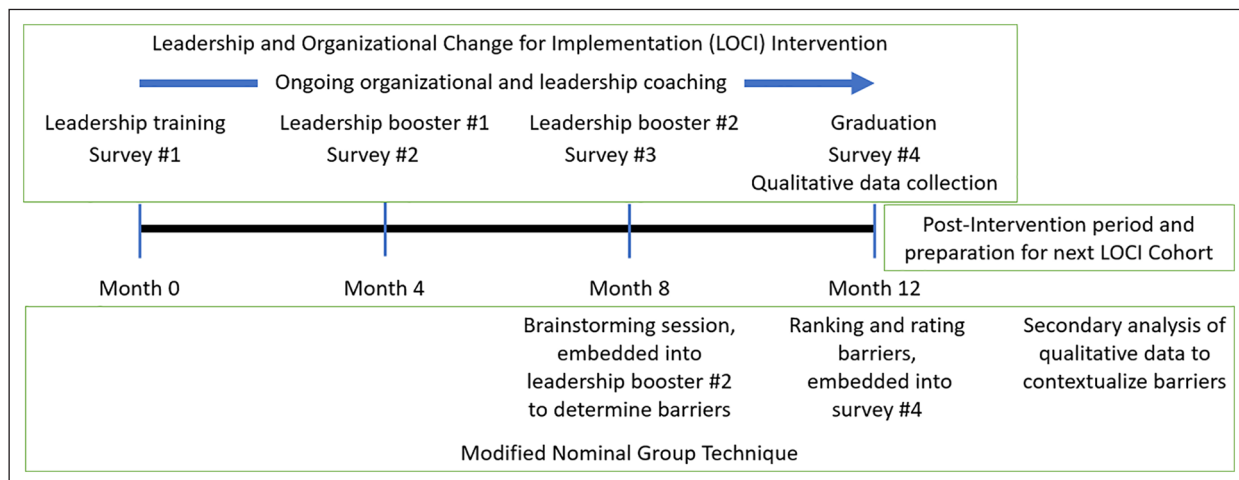 Leadership and Organizational Change for Implementation (LOCI) Intervention
Ongoing organizational and leadership coaching
Leadership training
Survey #1
Leadership booster #1
Survey #2
Leadership booster #2
Survey #3
Graduation
Survey #4
Qualitative data collection
Post-Intervention period and
preparation for next LOCI Cohort
Month 0
Month 4
Month 8
Month 12
Brainstorming session,
embedded into
leadership booster #2
to determine barriers
Ranking and rating
barriers,
embedded into
survey #4
Secondary analysis of
qualitative data to
contextualize barriers
Modified Nominal Group Technique